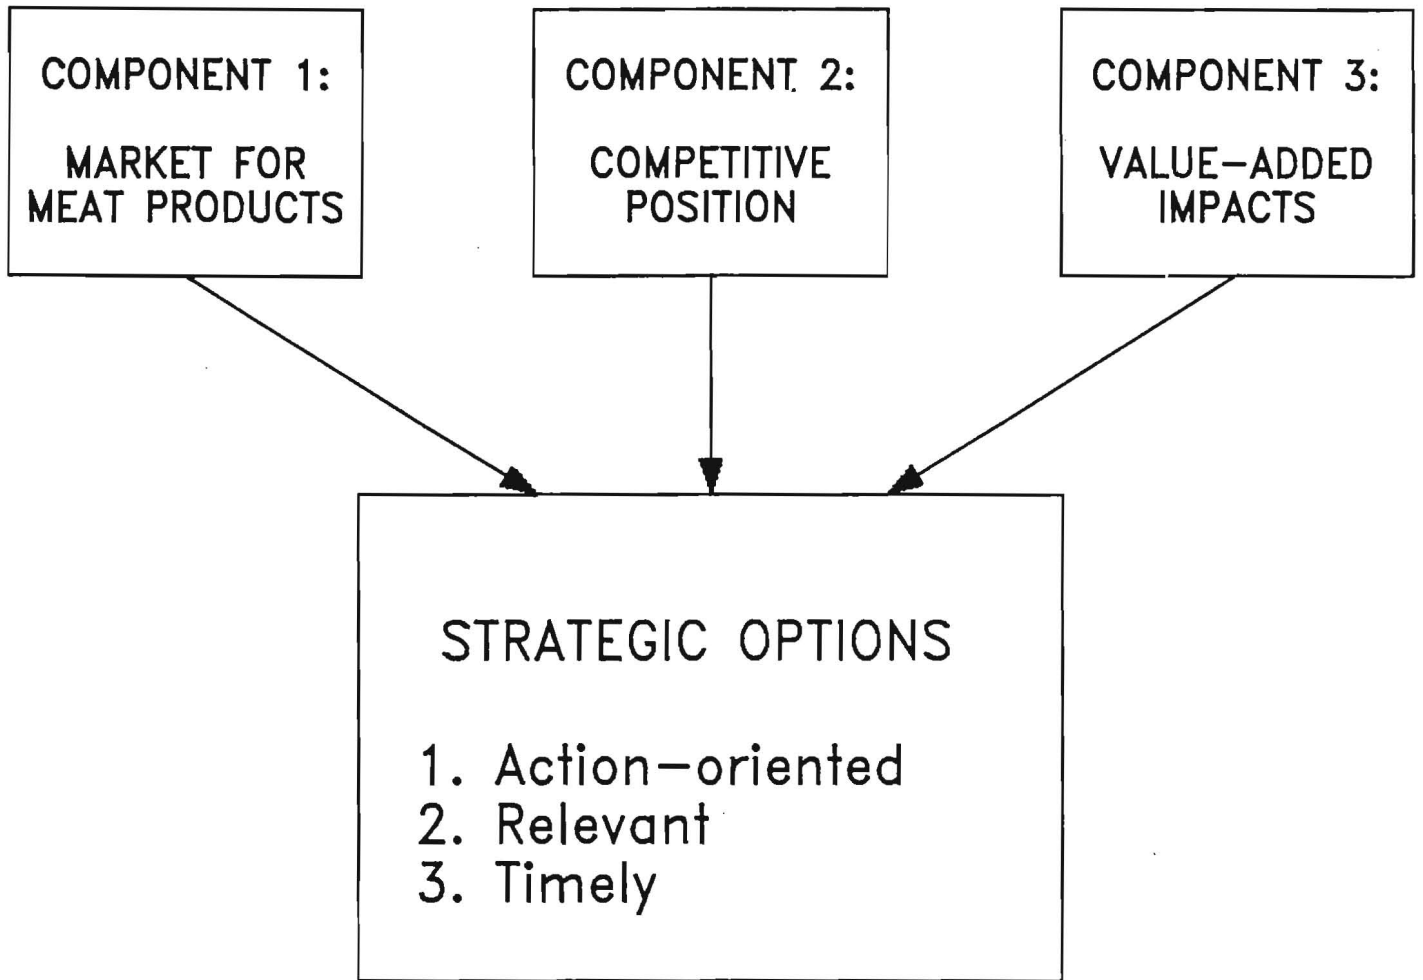 COMPONENT 1:
MARKET FOR
MEAT PRODUCTS
COMPONENT 2:
COMPETITIVE
POSITION
COMPONENT 3:
VALUE-ADDED
IMPACTS
STRATEGIC OPTIONS
1. Action-oriented
2. Relevant
3. Timely